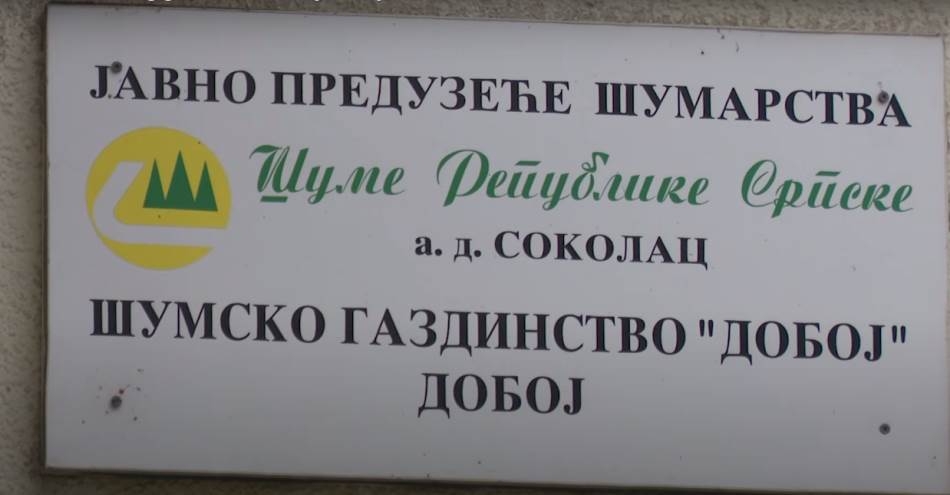 ЈАВНО ПРЕДУЗЕЋЕ ШУМАРСТВА
Шуме Републике Српске
а. д. СОКОЛАЦ
ШУМСКО ГАЗДИНСТВО "ДОБОЈ"
ДОБОЈ